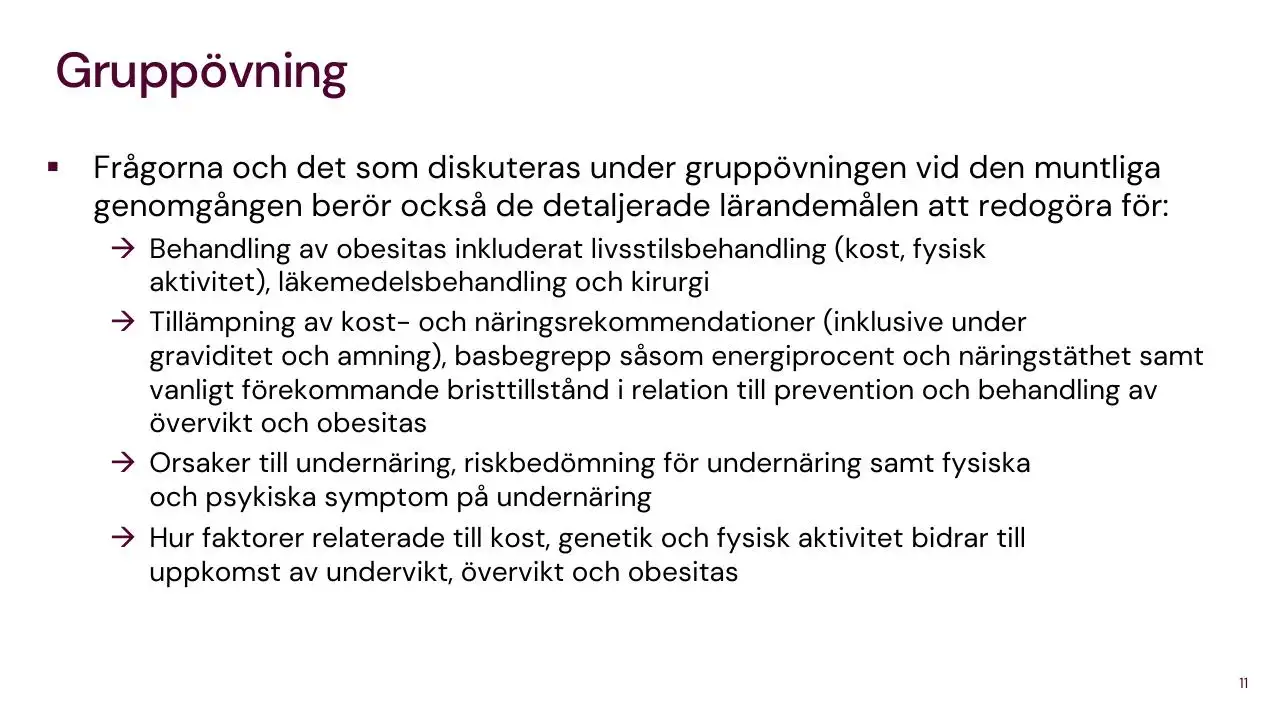 Gruppövning
▪ Frågorna och det som diskuteras under gruppövningen vid den muntliga
genomgången berör också de detaljerade lärandemålen att redogöra för:
→ Behandling av obesitas inkluderat livsstilsbehandling (kost, fysisk
aktivitet), läkemedelsbehandling och kirurgi
→ Tillämpning av kost- och näringsrekommendationer (inklusive under
graviditet och amning), basbegrepp såsom energiprocent och näringstäthet samt
vanligt förekommande bristtillstånd i relation till prevention och behandling av
övervikt och obesitas
→ Orsaker till undernäring, riskbedömning för undernäring samt fysiska
och psykiska symptom på undernäring
→ Hur faktorer relaterade till kost, genetik och fysisk aktivitet bidrar till
uppkomst av undervikt, övervikt och obesitas
11